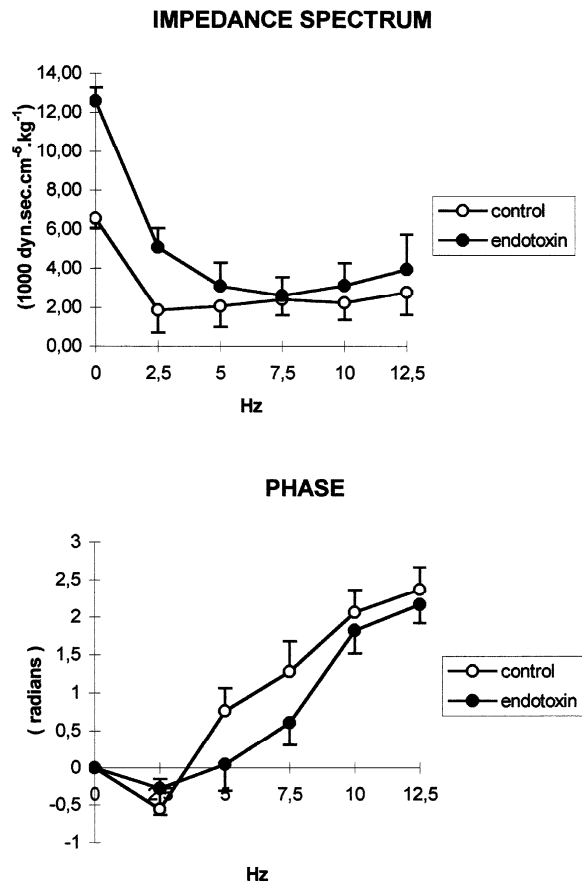 IMPEDANCE SPECTRUM
(1000 dyn.sec.cm⁻⁵.kg⁻¹)
14,00
12,00
10,00
8,00
6,00
4,00
2,00
0,00
0 2,5 5 7,5 10 12,5
Hz
control
endotoxin
PHASE
( radians )
3
2,5
2
1,5
1
0,5
0
-0,5
-1
0 2,5 5 7,5 10 12,5
Hz
control
endotoxin